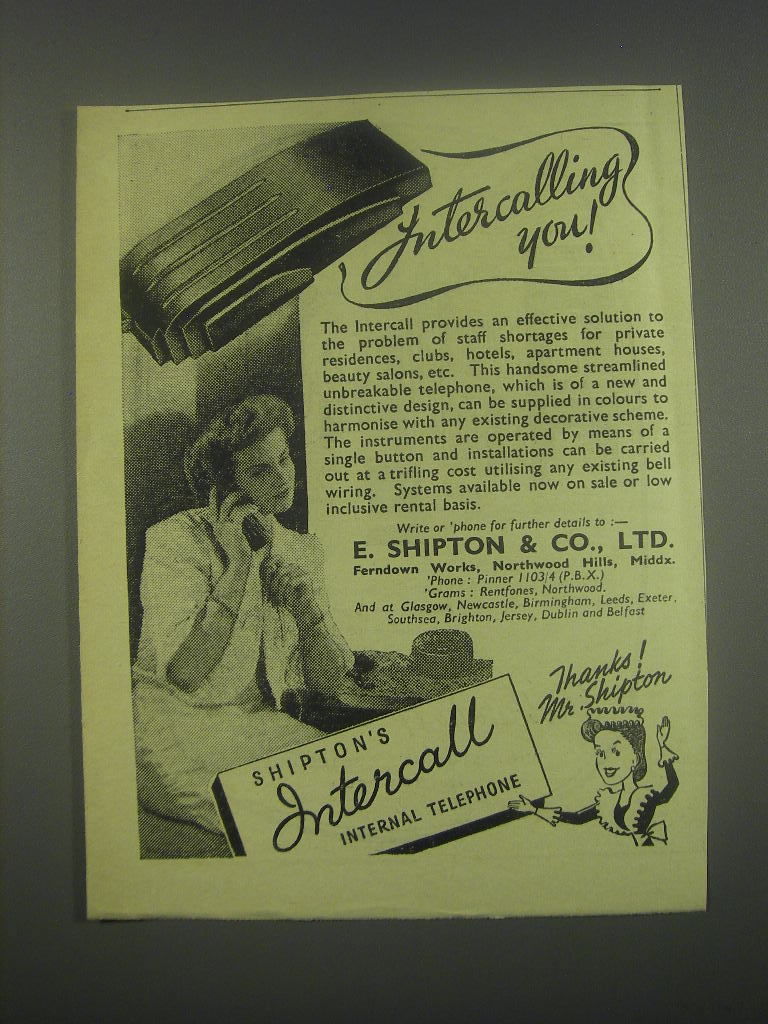 Intercalling
you!
The Intercall provides an effective solution to
the problem of staff shortages for private
residences, clubs, hotels, apartment houses,
beauty salons, etc. This handsome streamlined
unbreakable telephone, which is of a new and
distinctive design, can be supplied in colours to
harmonise with any existing decorative scheme.
The instruments are operated by means of a
single button and installations can be carried
out at a trifling cost utilising any existing bell
wiring. Systems available now on sale or low
inclusive rental basis.
Write or 'phone for further details to :—
E. SHIPTON & CO., LTD.
Ferndown Works, Northwood Hills, Middx.
'Phone : Pinner 1103/4 (P.B.X.)
'Grams : Rentfones, Northwood.
And at Glasgow, Newcastle, Birmingham, Leeds, Exeter,
Southsea, Brighton, Jersey, Dublin and Belfast
Thanks!
Mr Shipton
SHIPTON'S
Intercall
INTERNAL TELEPHONE